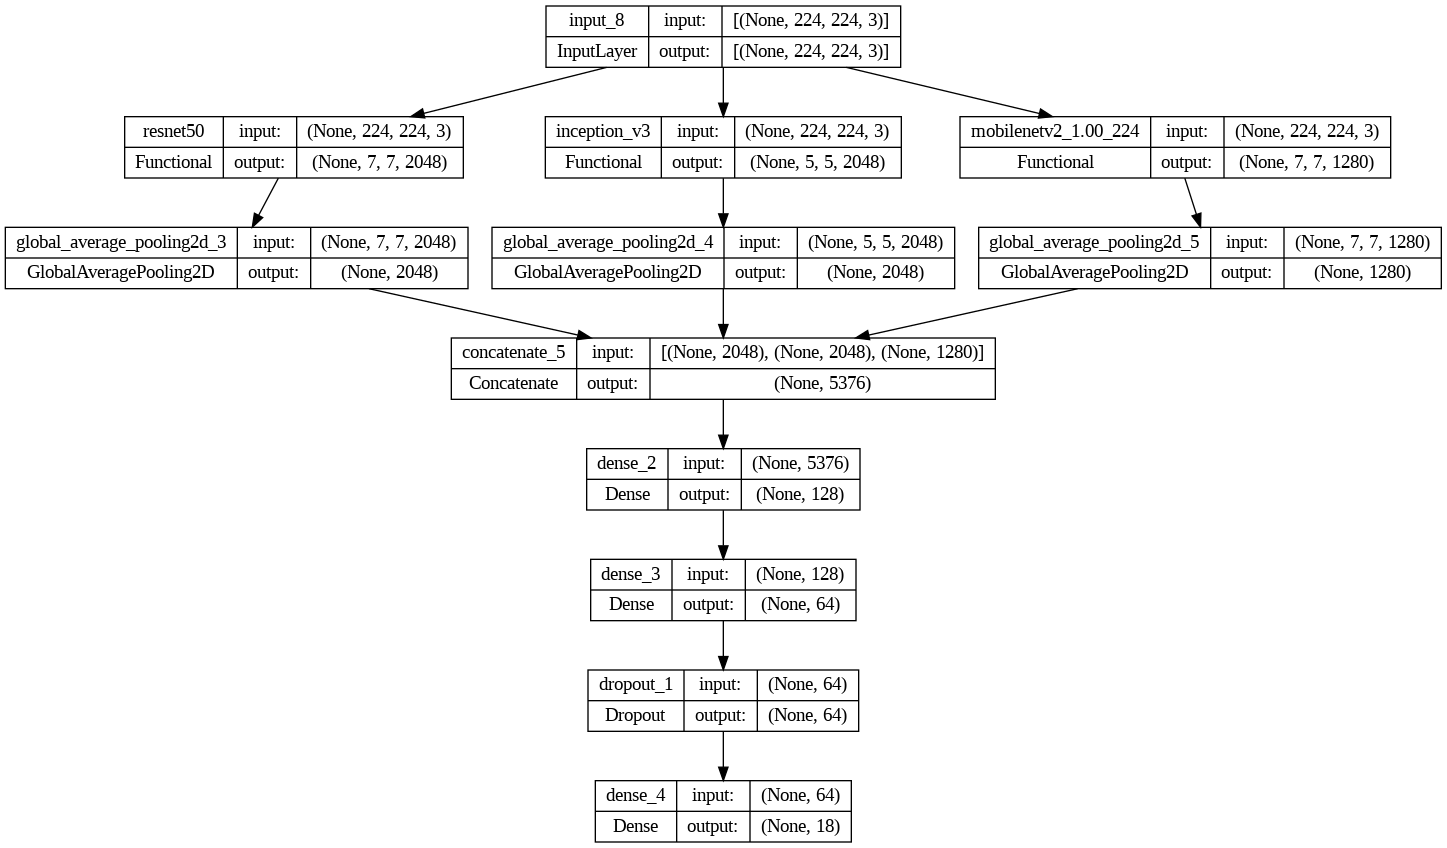 input_8 input: [(None, 224, 224, 3)]
InputLayer output: [(None, 224, 224, 3)]
resnet50 input: (None, 224, 224, 3)
Functional output: (None, 7, 7, 2048)
inception_v3 input: (None, 224, 224, 3)
Functional output: (None, 5, 5, 2048)
mobilenetv2_1.00_224 input: (None, 224, 224, 3)
Functional output: (None, 7, 7, 1280)
global_average_pooling2d_3 input: (None, 7, 7, 2048)
GlobalAveragePooling2D output: (None, 2048)
global_average_pooling2d_4 input: (None, 5, 5, 2048)
GlobalAveragePooling2D output: (None, 2048)
global_average_pooling2d_5 input: (None, 7, 7, 1280)
GlobalAveragePooling2D output: (None, 1280)
concatenate_5 input: [(None, 2048), (None, 2048), (None, 1280)]
Concatenate output: (None, 5376)
dense_2 input: (None, 5376)
Dense output: (None, 128)
dense_3 input: (None, 128)
Dense output: (None, 64)
dropout_1 input: (None, 64)
Dropout output: (None, 64)
dense_4 input: (None, 64)
Dense output: (None, 18)